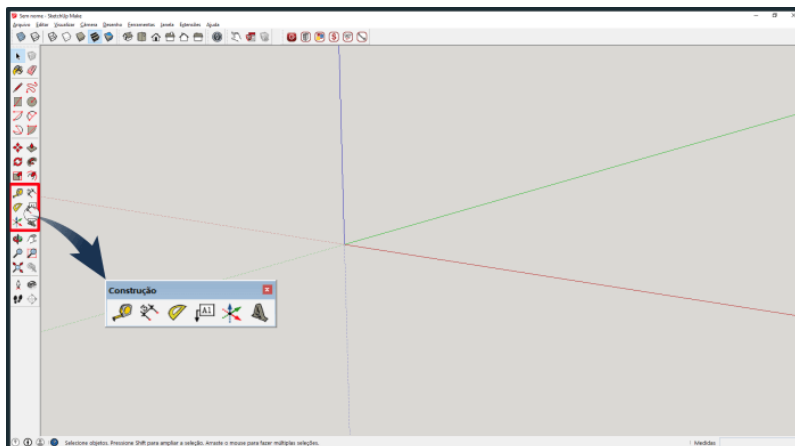 Sem nome - SketchUp Make
Arquivo Editar Visualizar Câmera Desenho Ferramentas Janela Extensões Ajuda
Construção
A1
Selecione objetos. Pressione Shift para ampliar a seleção. Arraste o mouse para fazer múltiplas seleções.
Medidas